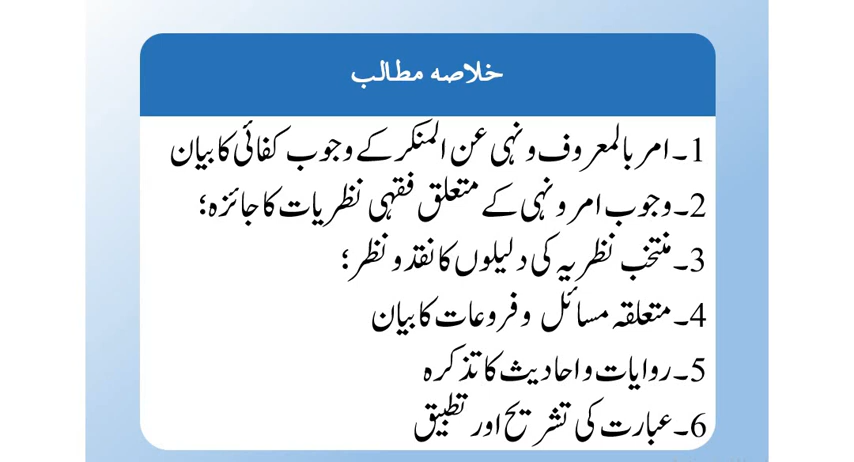 خلاصہ مطالب
1۔امر بالمعروف و نہی عن المنکر کے وجوب کفائی کا بیان
2۔وجوب امر و نہی کے متعلق فقہی نظریات کا جائزہ؛
3۔منتخب نظریہ کی دلیلوں کا نقد و نظر؛
4۔متعلقہ مسائل و فروعات کا بیان
5۔روایات و احادیث کا تذکرہ
6۔عبارت کی تشریح اور تطبیق